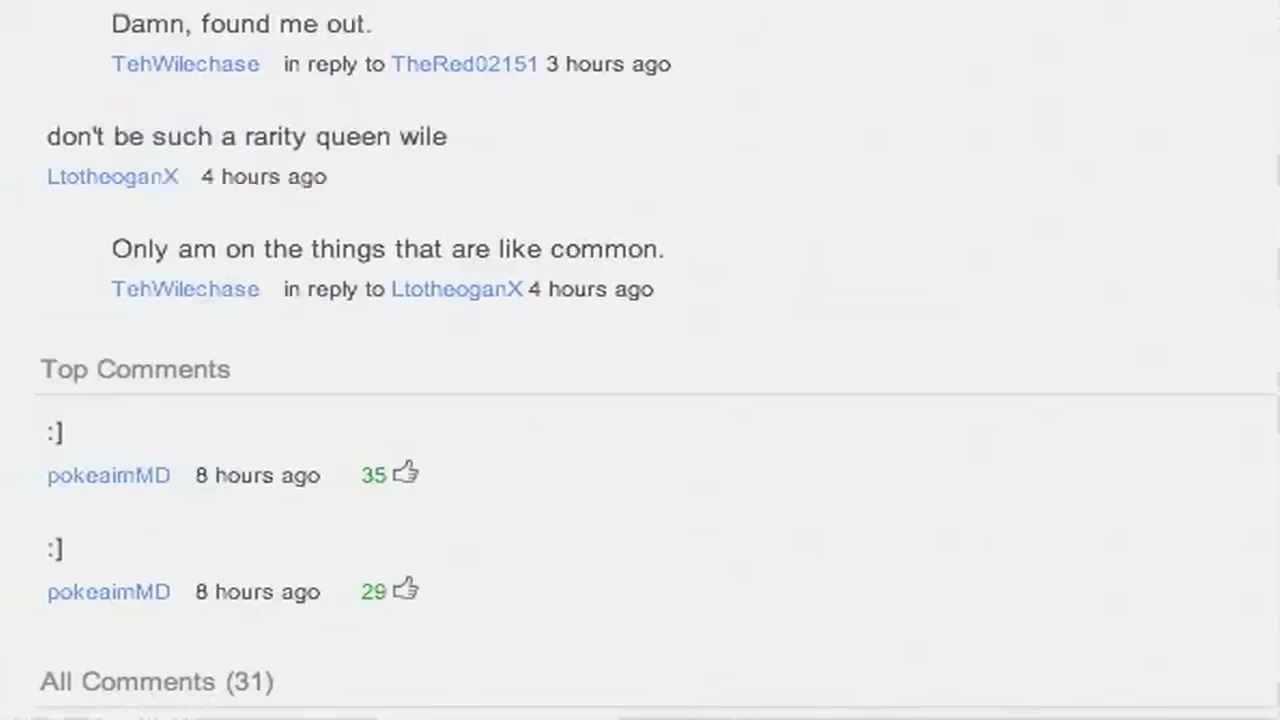 Damn, found me out.
TehWilechase in reply to TheRed02151 3 hours ago
don't be such a rarity queen wile
LtotheoganX 4 hours ago
Only am on the things that are like common.
TehWilechase in reply to LtotheoganX 4 hours ago
Top Comments
:]
pokeaimMD 8 hours ago 35
:]
pokeaimMD 8 hours ago 29
All Comments (31)